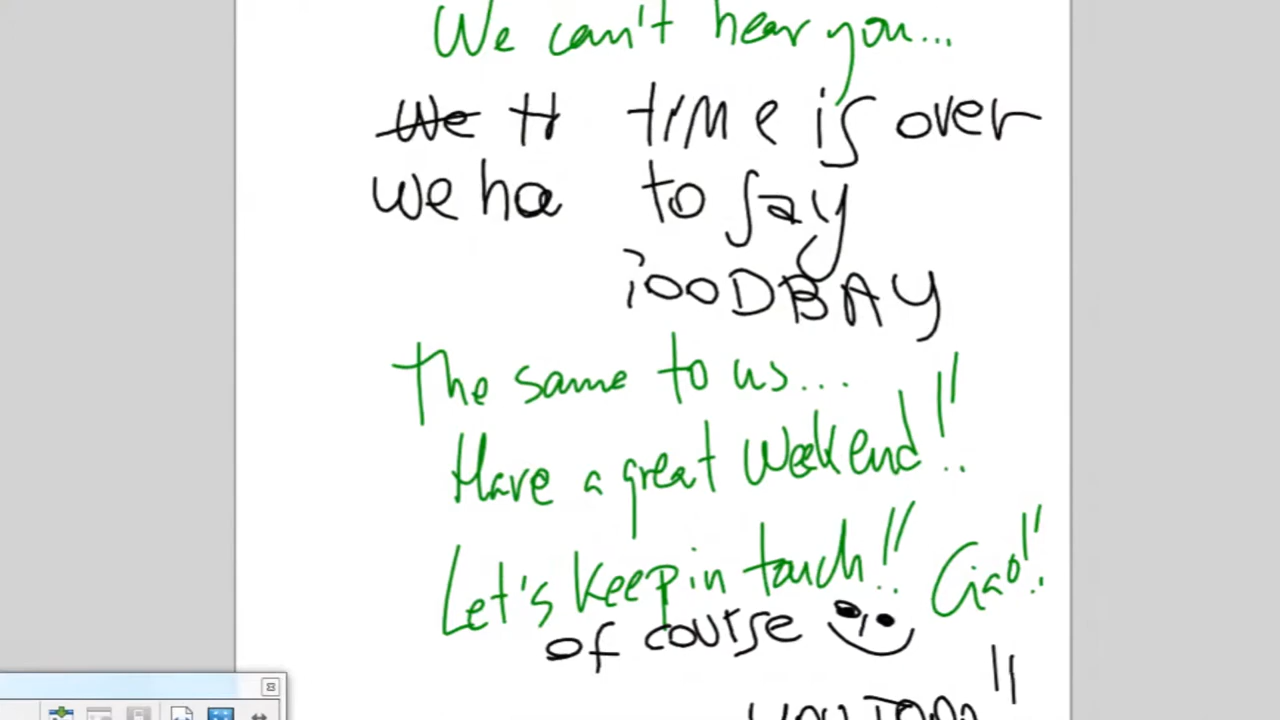 We can't hear you...
We tt time is over
we ha to say
iOODBAY
The same to us...
Have a great weekend!!
Let's keep in touch!! Ciao!!
of course